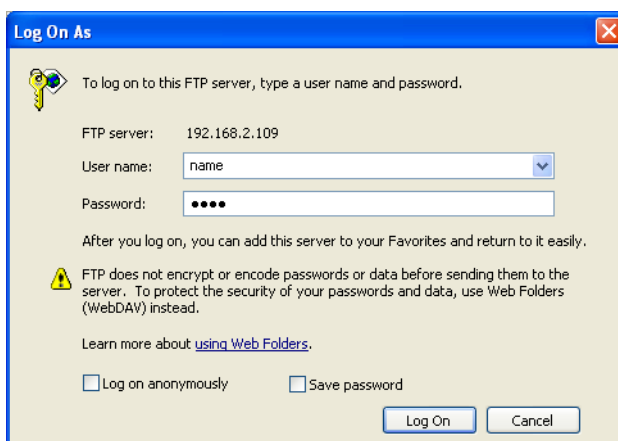 Log On As
To log on to this FTP server, type a user name and password.
FTP server: 192.168.2.109
User name: name
Password: ••••
After you log on, you can add this server to your Favorites and return to it easily.
FTP does not encrypt or encode passwords or data before sending them to the
server. To protect the security of your passwords and data, use Web Folders
(WebDAV) instead.
Learn more about using Web Folders.
Log on anonymously Save password
Log On Cancel